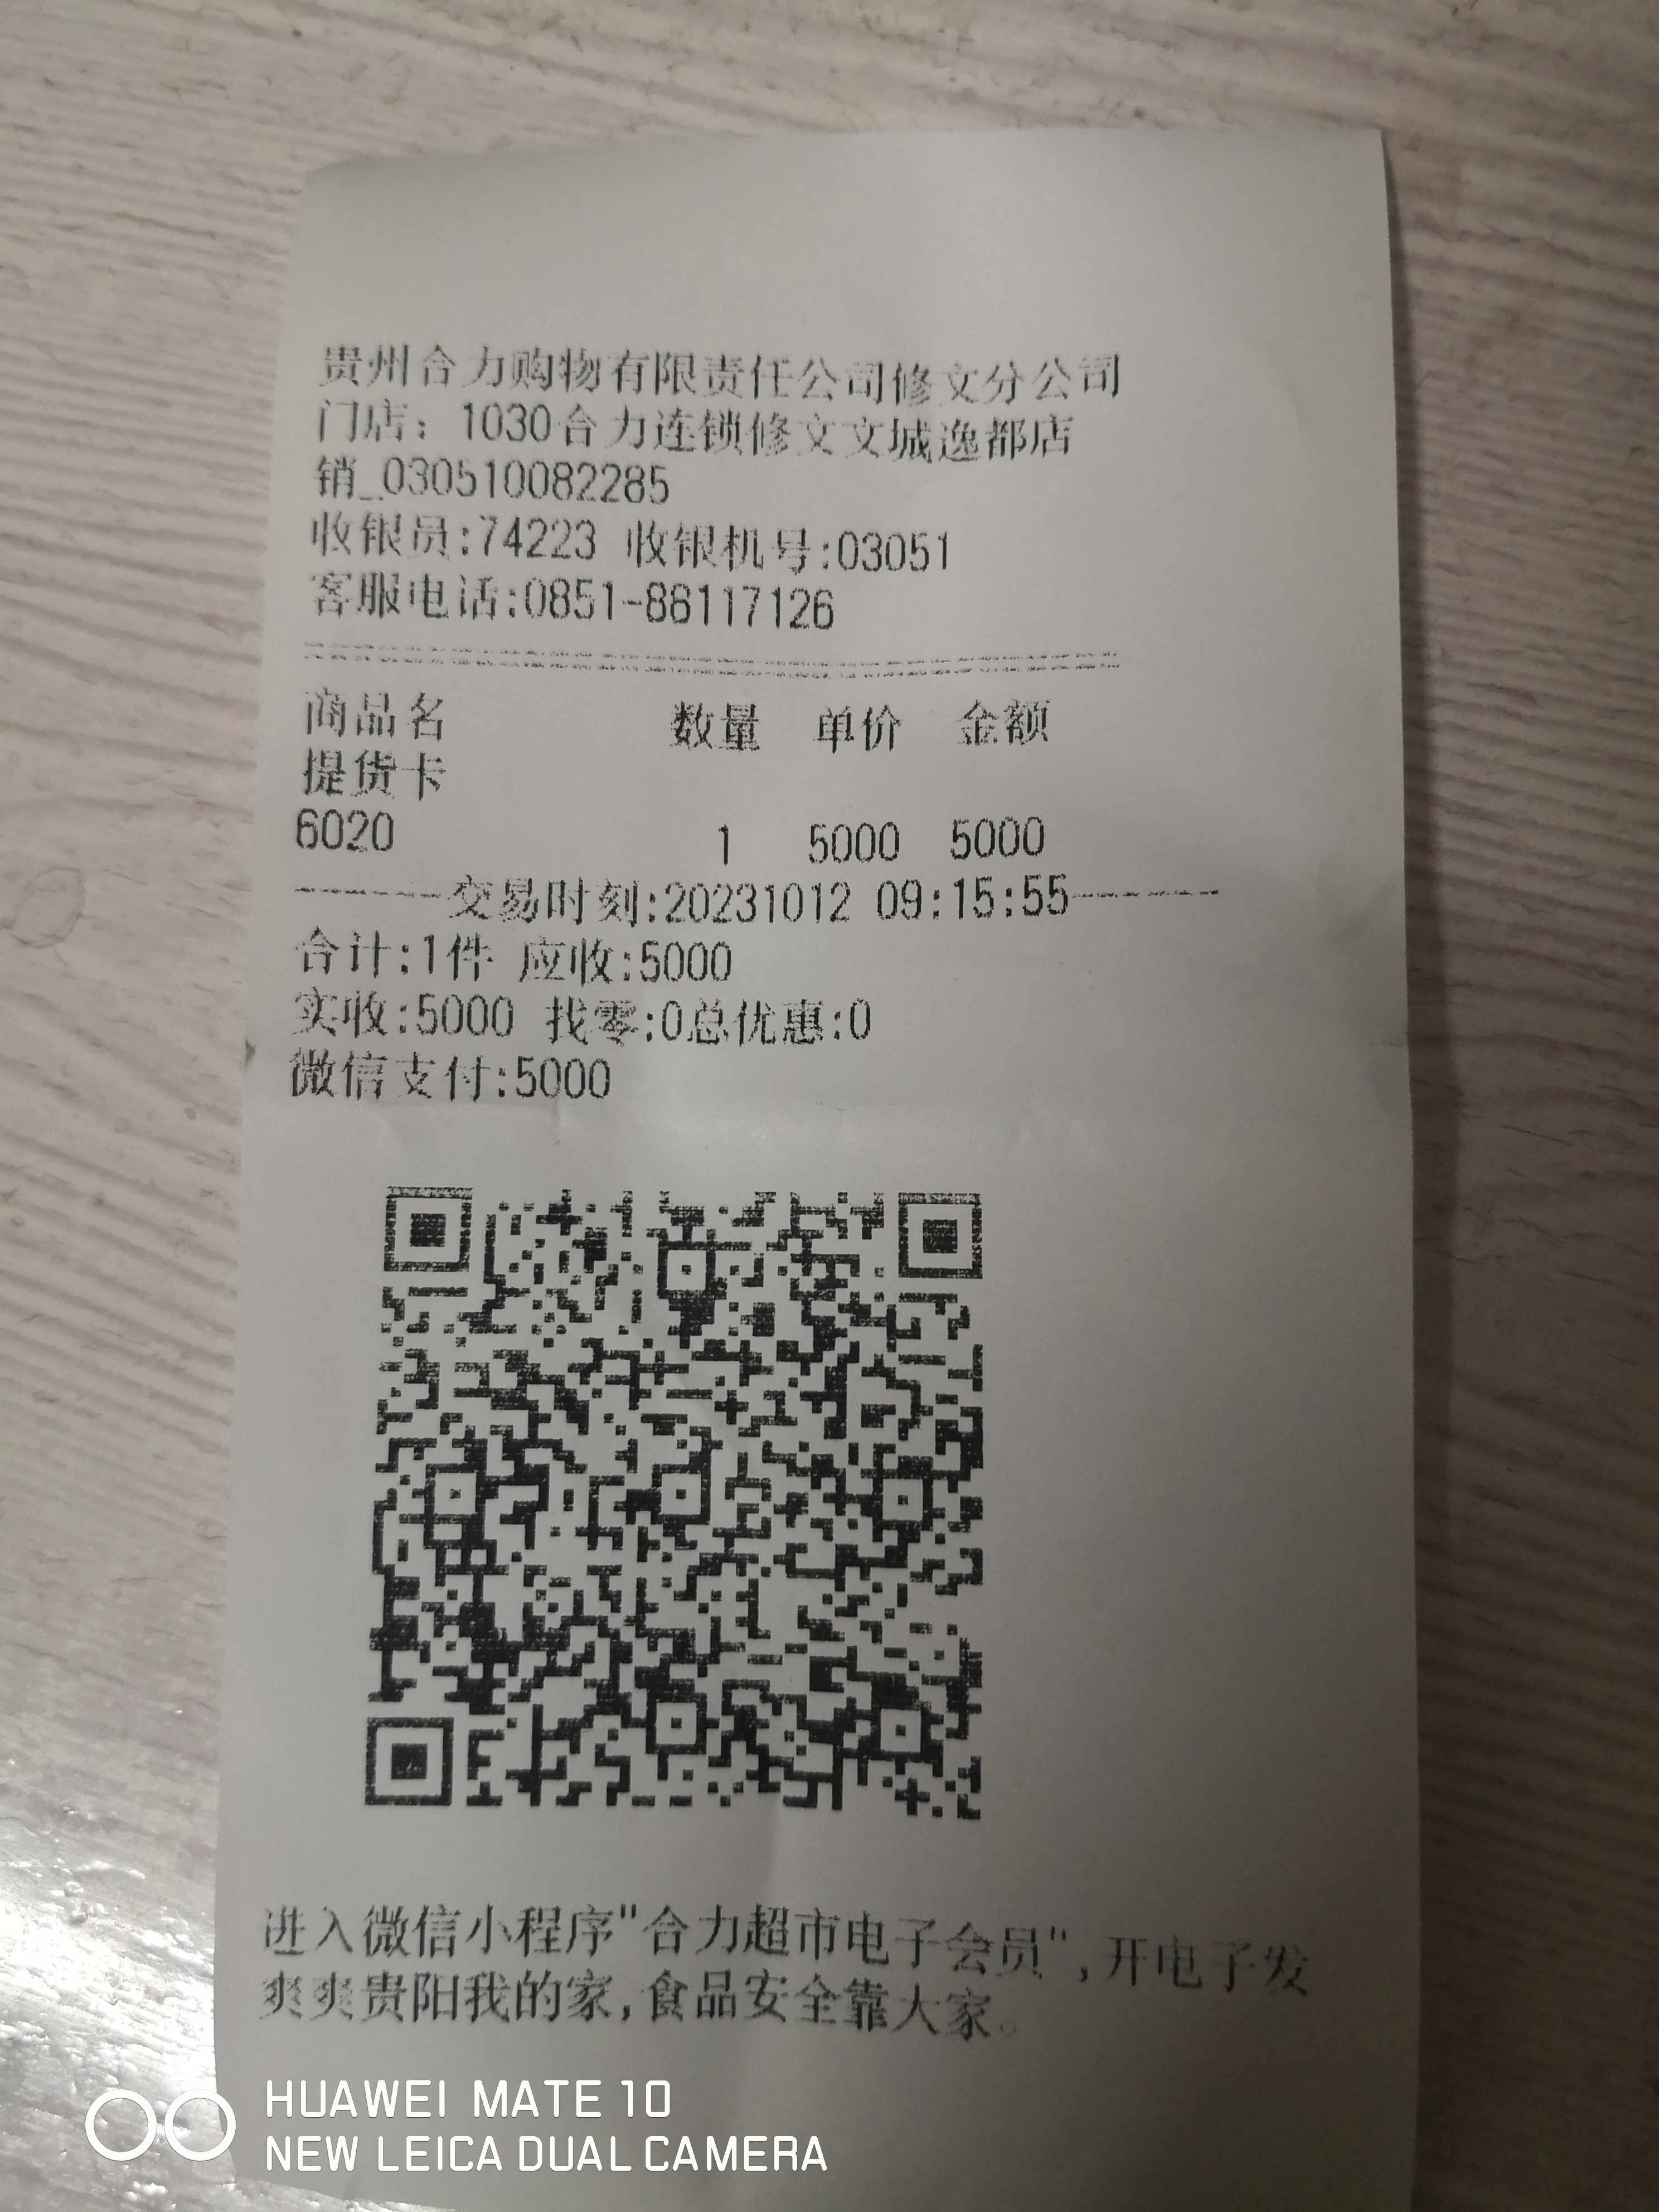 贵州合力购物有限责任公司修文分公司
门店：1030合力连锁修文文城逸都店
销_030510082285
收银员:74223 收银机号:03051
客服电话:0851-88117126
商品名 数量 单价 金额
提货卡
6020 1 5000 5000
------交易时刻:20231012 09:15:55------
合计:1件 应收:5000
实收:5000 找零:0总优惠:0
微信支付:5000
进入微信小程序"合力超市电子会员",开电子发
爽爽贵阳我的家,食品安全靠大家。
HUAWEI MATE 10
NEW LEICA DUAL CAMERA